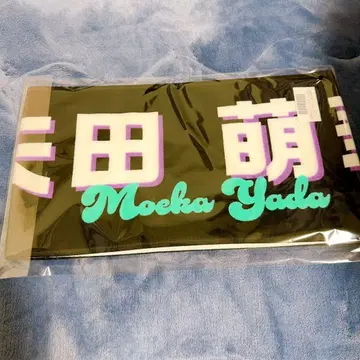 田 萌
Moeka Yada